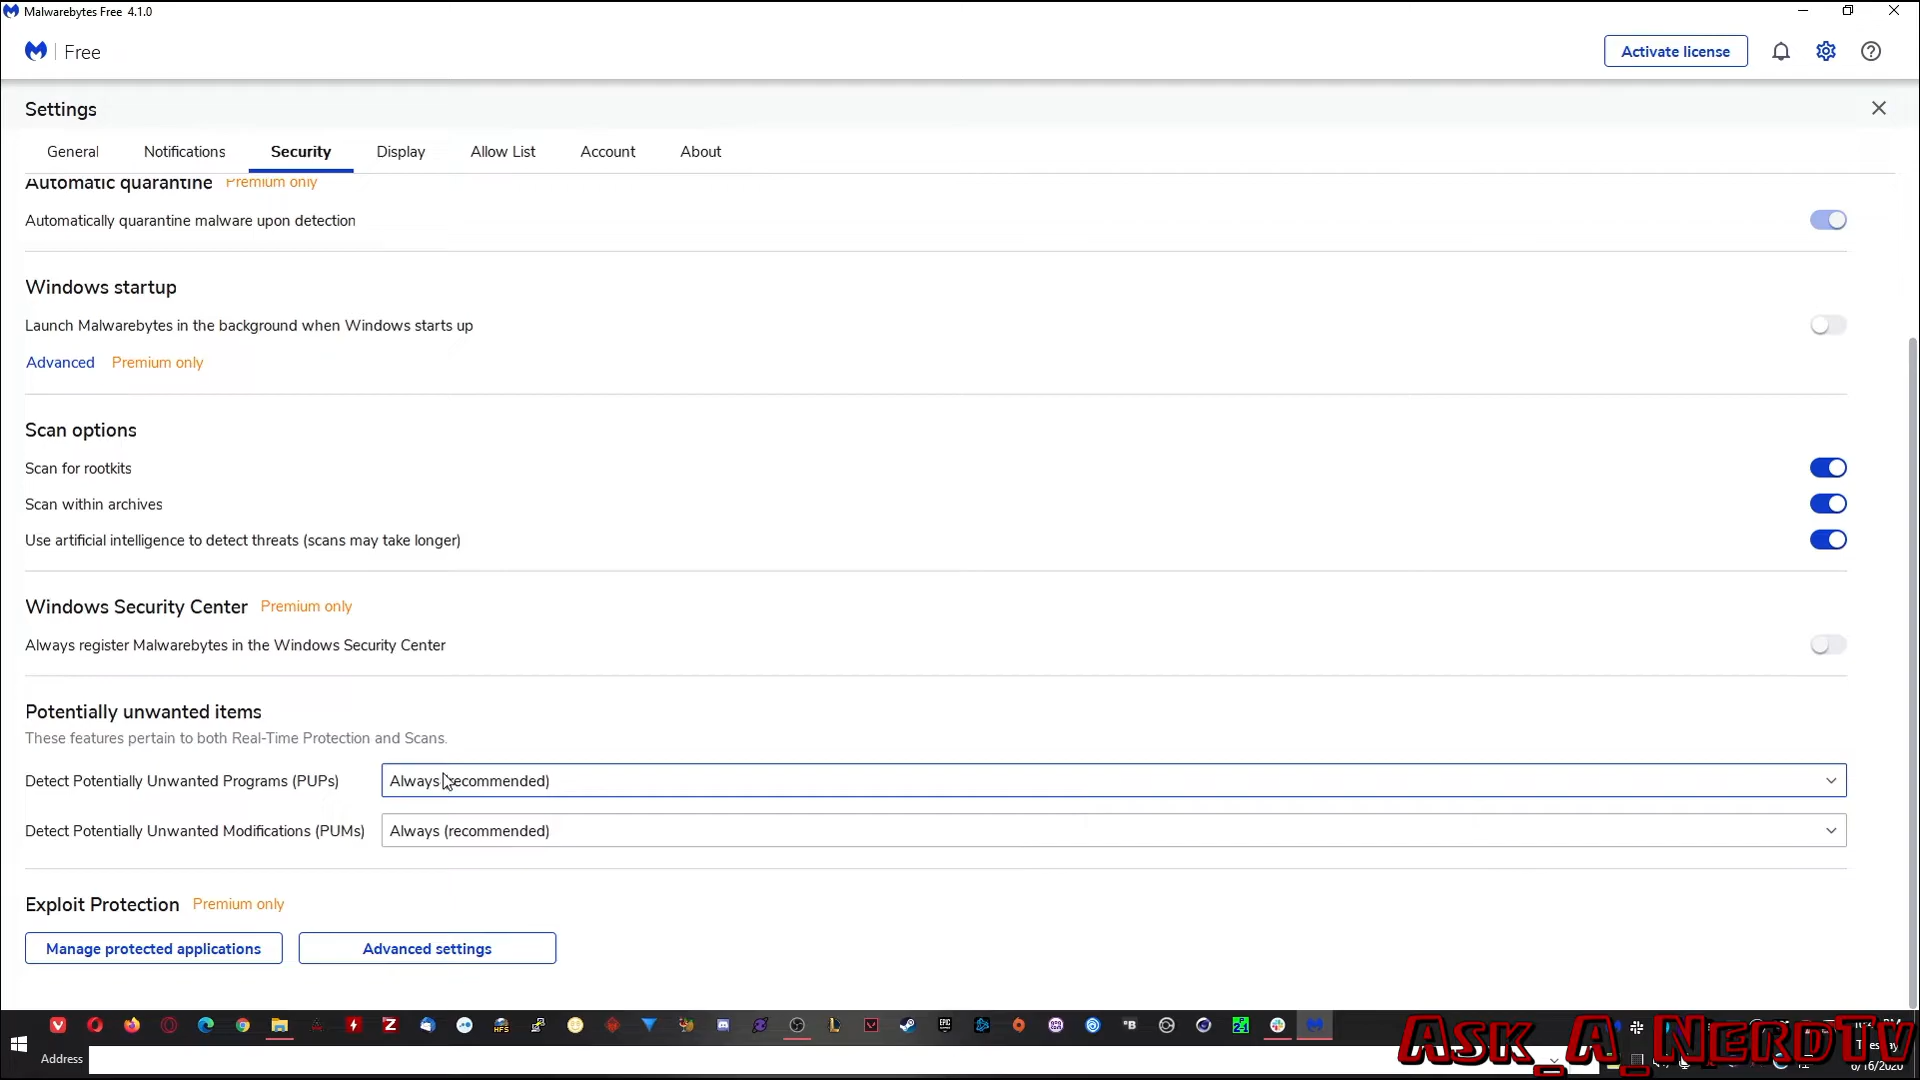 Malwarebytes Free 4.1.0
Free
Activate license
Settings
General Notifications Security Display Allow List Account About
Automatic quarantine Premium only
Automatically quarantine malware upon detection
Windows startup
Launch Malwarebytes in the background when Windows starts up
Advanced Premium only
Scan options
Scan for rootkits
Scan within archives
Use artificial intelligence to detect threats (scans may take longer)
Windows Security Center Premium only
Always register Malwarebytes in the Windows Security Center
Potentially unwanted items
These features pertain to both Real-Time Protection and Scans.
Detect Potentially Unwanted Programs (PUPs) Always (recommended)
Detect Potentially Unwanted Modifications (PUMs) Always (recommended)
Exploit Protection Premium only
Manage protected applications Advanced settings
Address
Ask_A_NerdTv
6/16/2020